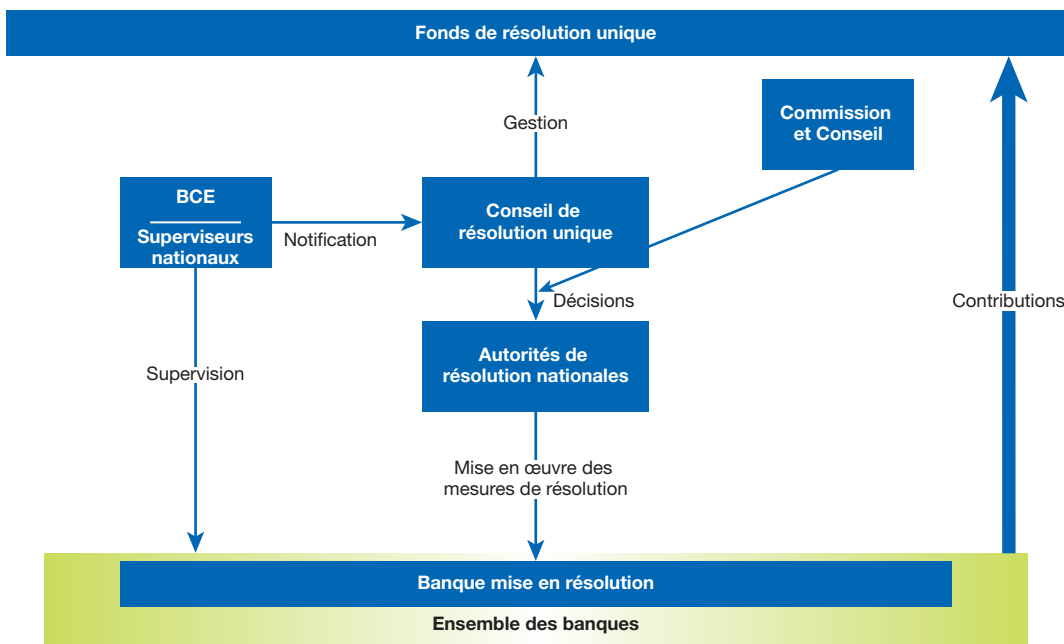 Fonds de résolution unique
Commission
et Conseil
Gestion
BCE
Superviseurs
nationaux
Notification
Conseil de
résolution unique
Décisions
Contributions
Autorités de
résolution nationales
Supervision
Mise en œuvre des
mesures de résolution
Banque mise en résolution
Ensemble des banques